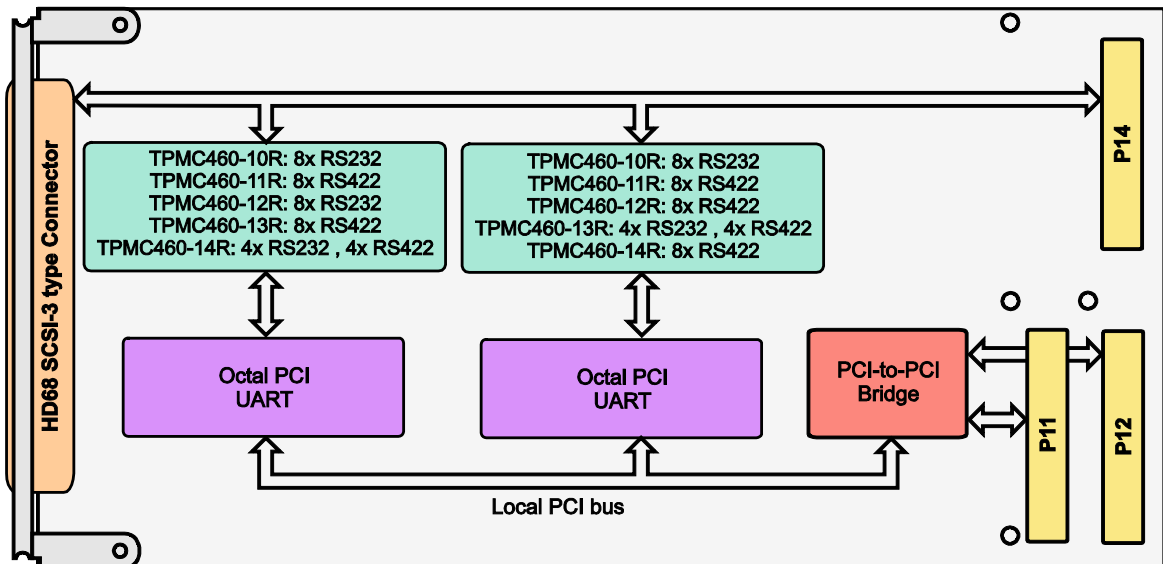 HD68 SCSI-3 type Connector
TPMC460-10R: 8x RS232
TPMC460-11R: 8x RS422
TPMC460-12R: 8x RS232
TPMC460-13R: 8x RS422
TPMC460-14R: 4x RS232 , 4x RS422
TPMC460-10R: 8x RS232
TPMC460-11R: 8x RS422
TPMC460-12R: 8x RS422
TPMC460-13R: 4x RS232 , 4x RS422
TPMC460-14R: 8x RS422
P14
Octal PCI
UART
Octal PCI
UART
PCI-to-PCI
Bridge
P11
P12
Local PCI bus